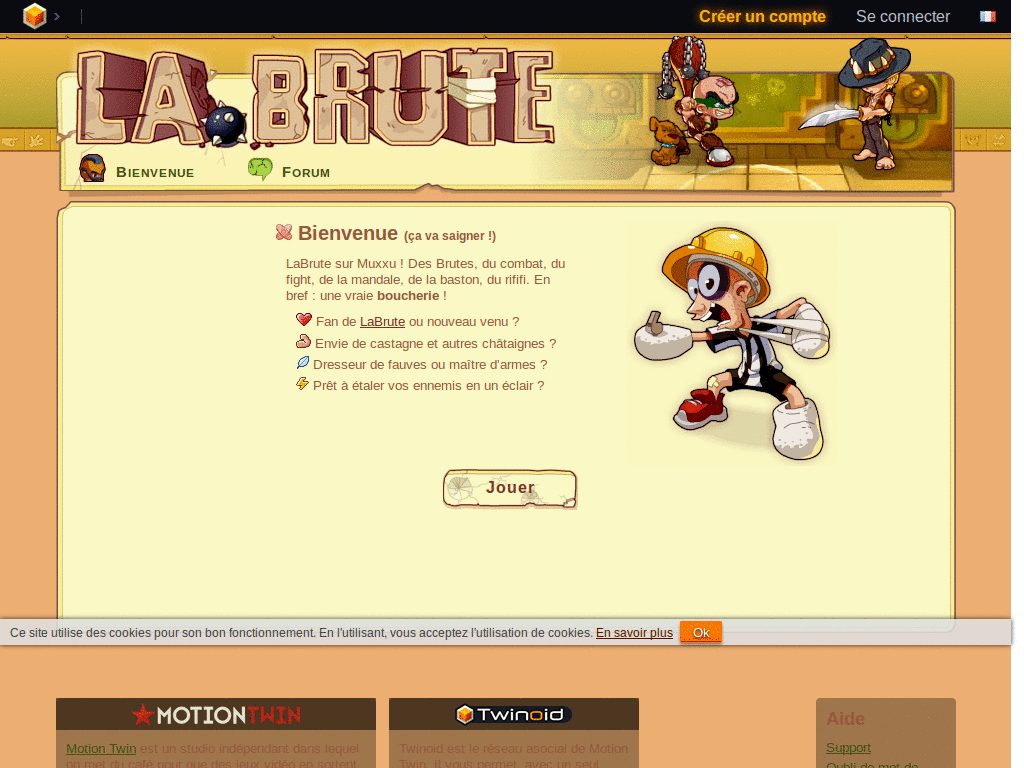 Créer un compte
Se connecter
LA BRUTE
BIENVENUE
FORUM
Bienvenue (ça va saigner !)
LaBrute sur Muxxu ! Des Brutes, du combat, du
fight, de la mandale, de la baston, du rififi. En
bref : une vraie boucherie !
Fan de LaBrute ou nouveau venu ?
Envie de castagne et autres châtaignes ?
Dresseur de fauves ou maître d'armes ?
Prêt à étaler vos ennemis en un éclair ?
Jouer
Ce site utilise des cookies pour son bon fonctionnement. En l'utilisant, vous acceptez l'utilisation de cookies. En savoir plus Ok
MOTIONTWIN
Motion Twin est un studio indépendant dans lequel
on met du café pour que des jeux vidéo en sortent.
Twinoid
Twinoid est le réseau asocial de Motion
Twin. Il vous permet, avec un seul
Aide
Support
Oubli de mot de